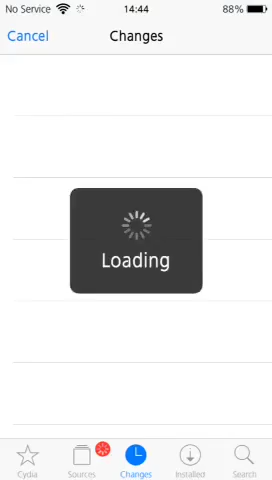 No Service 14:44 88%
Cancel Changes
Loading
Cydia Sources Changes Installed Search